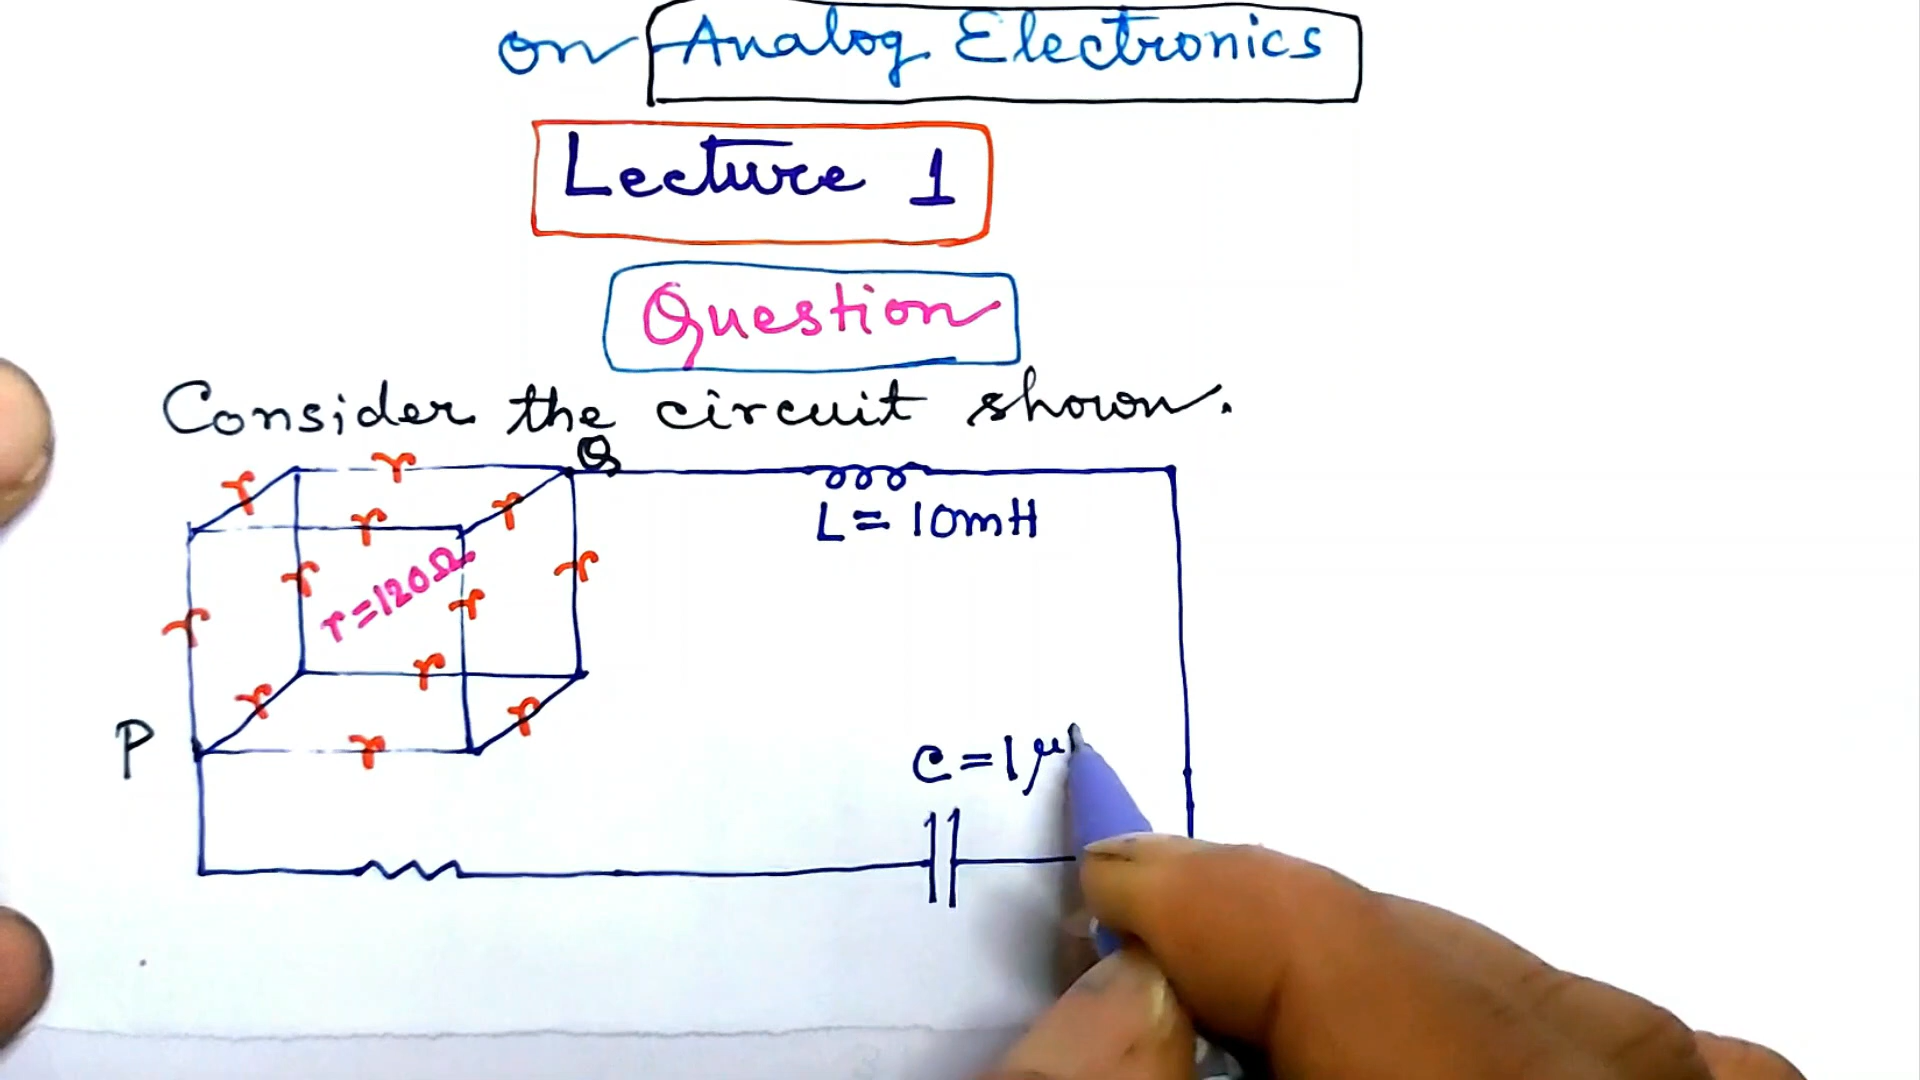 on Analog Electronics
Lecture 1
Question
Consider the circuit shown.
Q
r
r
r
r
L = 10mH
r
r
r=120Ω
r
r
r
r
r
r
P
r
C = 1μ